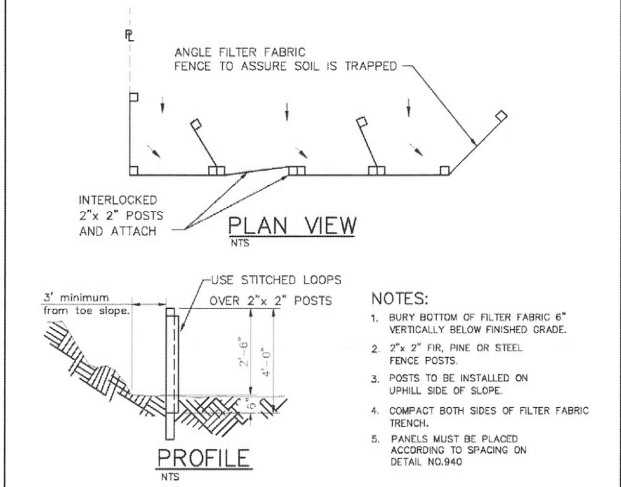 PL
ANGLE FILTER FABRIC
FENCE TO ASSURE SOIL IS TRAPPED
INTERLOCKED
2"x 2" POSTS
AND ATTACH
PLAN VIEW
NTS
USE STITCHED LOOPS
OVER 2"x 2" POSTS
3' minimum
from toe slope.
2'-6"
4'-0"
6"
PROFILE
NTS
NOTES:
1. BURY BOTTOM OF FILTER FABRIC 6"
VERTICALLY BELOW FINISHED GRADE.
2. 2"x 2" FIR, PINE OR STEEL
FENCE POSTS.
3. POSTS TO BE INSTALLED ON
UPHILL SIDE OF SLOPE.
4. COMPACT BOTH SIDES OF FILTER FABRIC
TRENCH.
5. PANELS MUST BE PLACED
ACCORDING TO SPACING ON
DETAIL NO.940